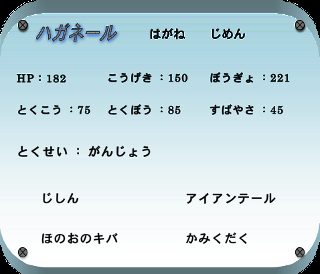 ハガネール はがね じめん
HP：182 こうげき：150 ぼうぎょ：221
とくこう：75 とくぼう：85 すばやさ：45
とくせい：がんじょう
じしん アイアンテール
ほのおのキバ かみくだく